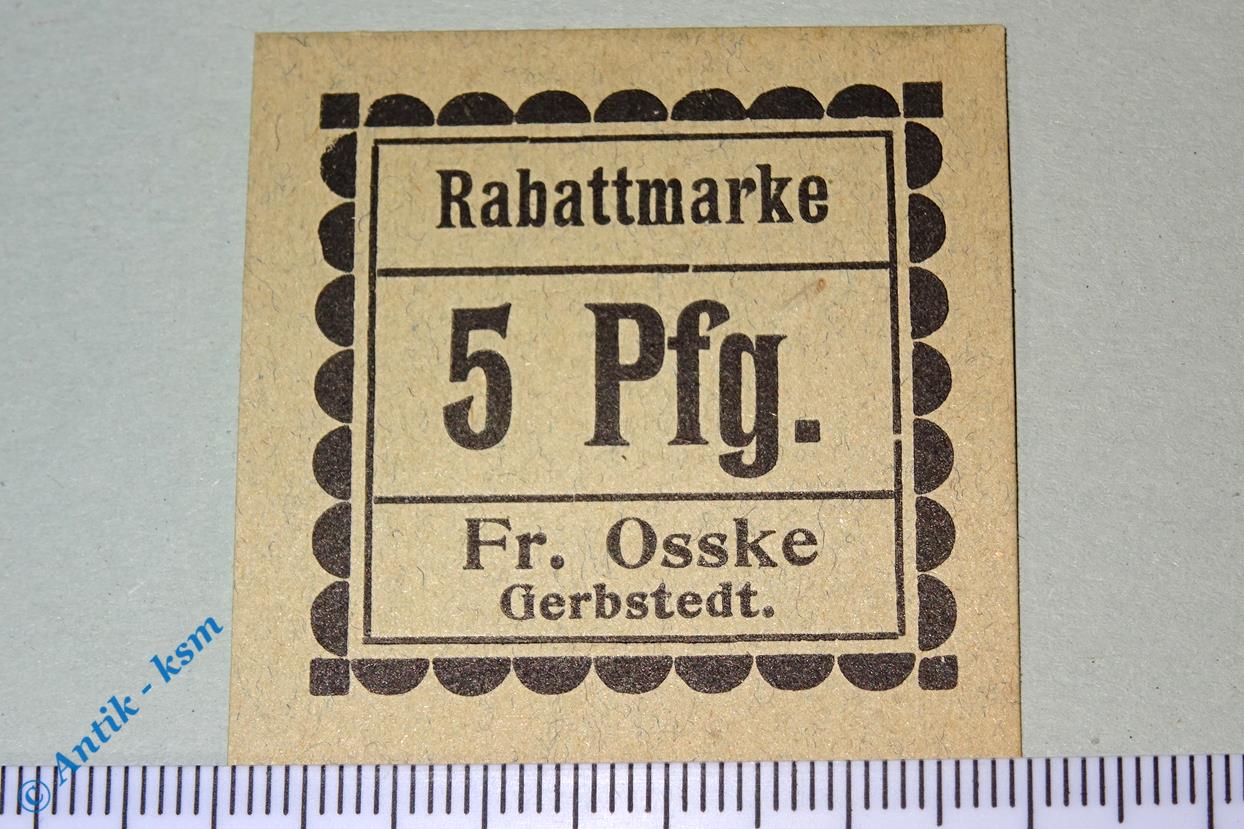 Rabattmarke
5 Pfg.
Fr. Osske
Gerbstedt.
© Antik - ksm